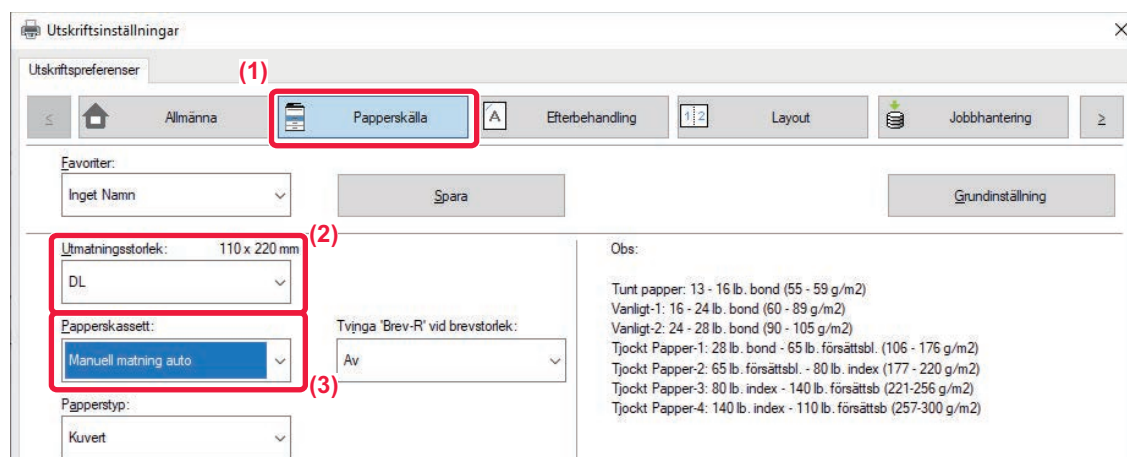 Utskriftsinställningar
Utskriftspreferenser
(1)
Allmänna
Papperskälla
Efterbehandling
Layout
Jobbhantering
Favoriter:
Inget Namn
Spara
Grundinställning
Utmatningsstorlek: 110 x 220 mm
(2)
DL
Papperskassett:
Manuell matning auto
(3)
Tvinga 'Brev-R' vid brevstorlek:
Av
Papperstyp:
Kuvert
Obs:
Tunt papper: 13 - 16 lb. bond (55 - 59 g/m2)
Vanligt-1: 16 - 24 lb. bond (60 - 89 g/m2)
Vanligt-2: 24 - 28 lb. bond (90 - 105 g/m2)
Tjockt Papper-1: 28 lb. bond - 65 lb. försättsbl. (106 - 176 g/m2)
Tjockt Papper-2: 65 lb. försättsbl. - 80 lb. index (177 - 220 g/m2)
Tjockt Papper-3: 80 lb. index - 140 lb. försättsb (221-256 g/m2)
Tjockt Papper-4: 140 lb. index - 110 lb. försättsb (257-300 g/m2)